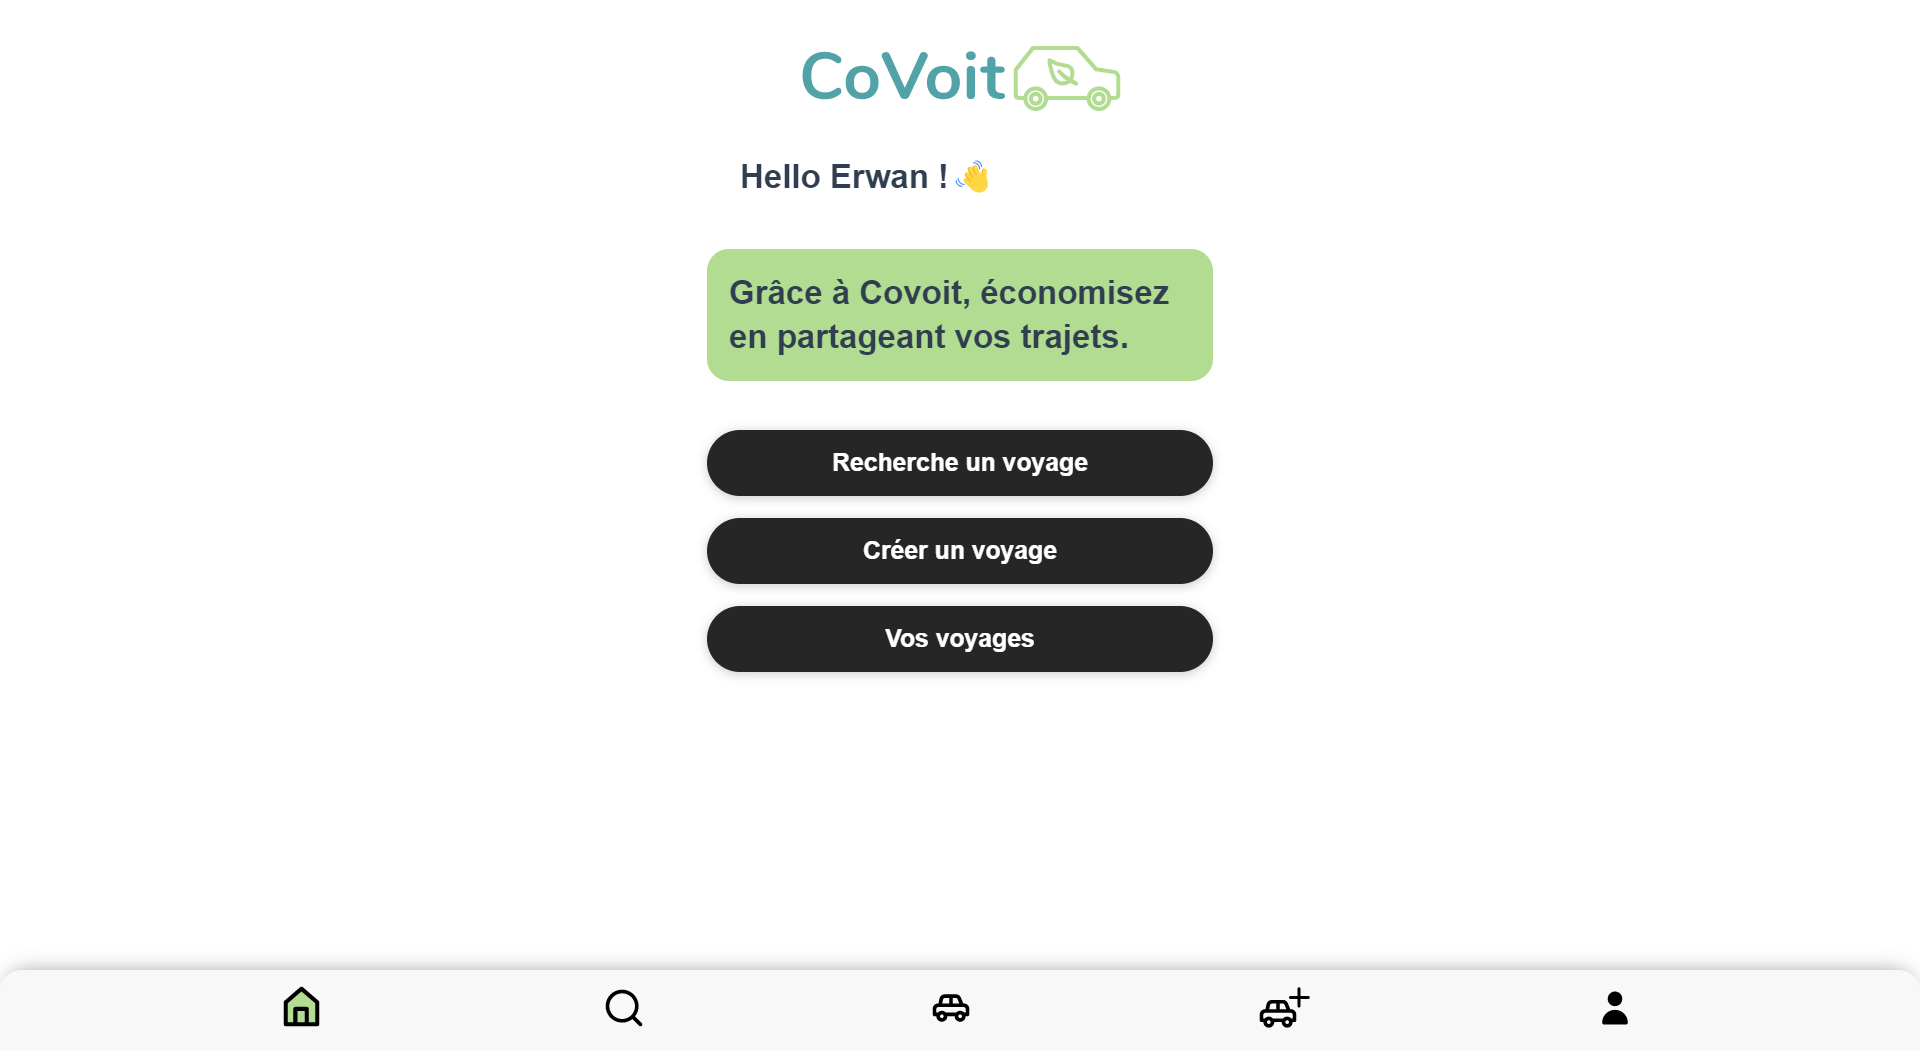 CoVoit
Hello Erwan ! 👋
Grâce à Covoit, économisez
en partageant vos trajets.
Recherche un voyage
Créer un voyage
Vos voyages